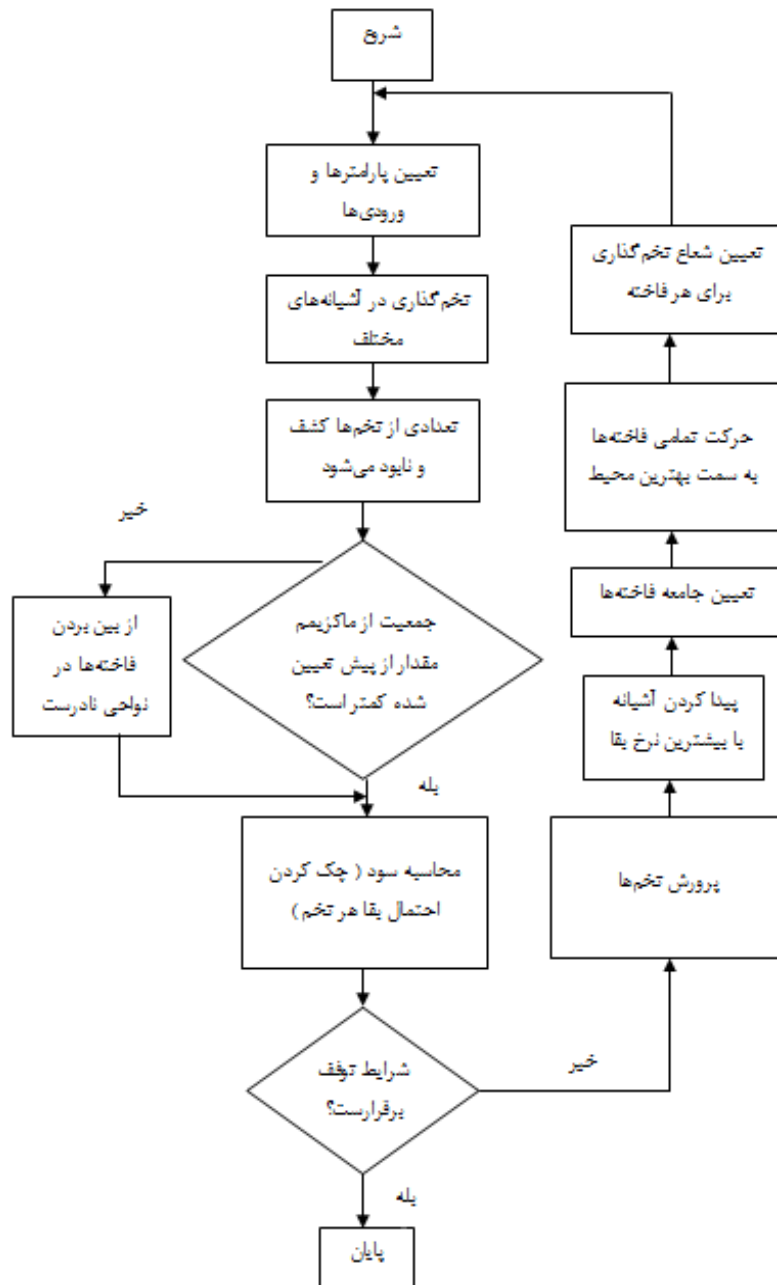 شروع
تعیین پارامترها و
ورودی‌ها
تخم‌گذاری در آشیانه‌های
مختلف
تعدادی از تخم‌ها کشف
و نابود می‌شود
خیر
جمعیت از ماکزیمم
مقدار از پیش تعیین
شده کمتر است؟
از بین بردن
فاخته‌ها در
نواحی نادرست
بله
محاسبه سود ( چک کردن
احتمال بقا هر تخم )
شرایط توقف
برقرارست؟
خیر
بله
پایان
پرورش تخم‌ها
پیدا کردن آشیانه
با بیشترین نرخ بقا
تعیین جامعه فاخته‌ها
حرکت تمامی فاخته‌ها
به سمت بهترین محیط
تعیین شعاع تخم‌گذاری
برای هر فاخته